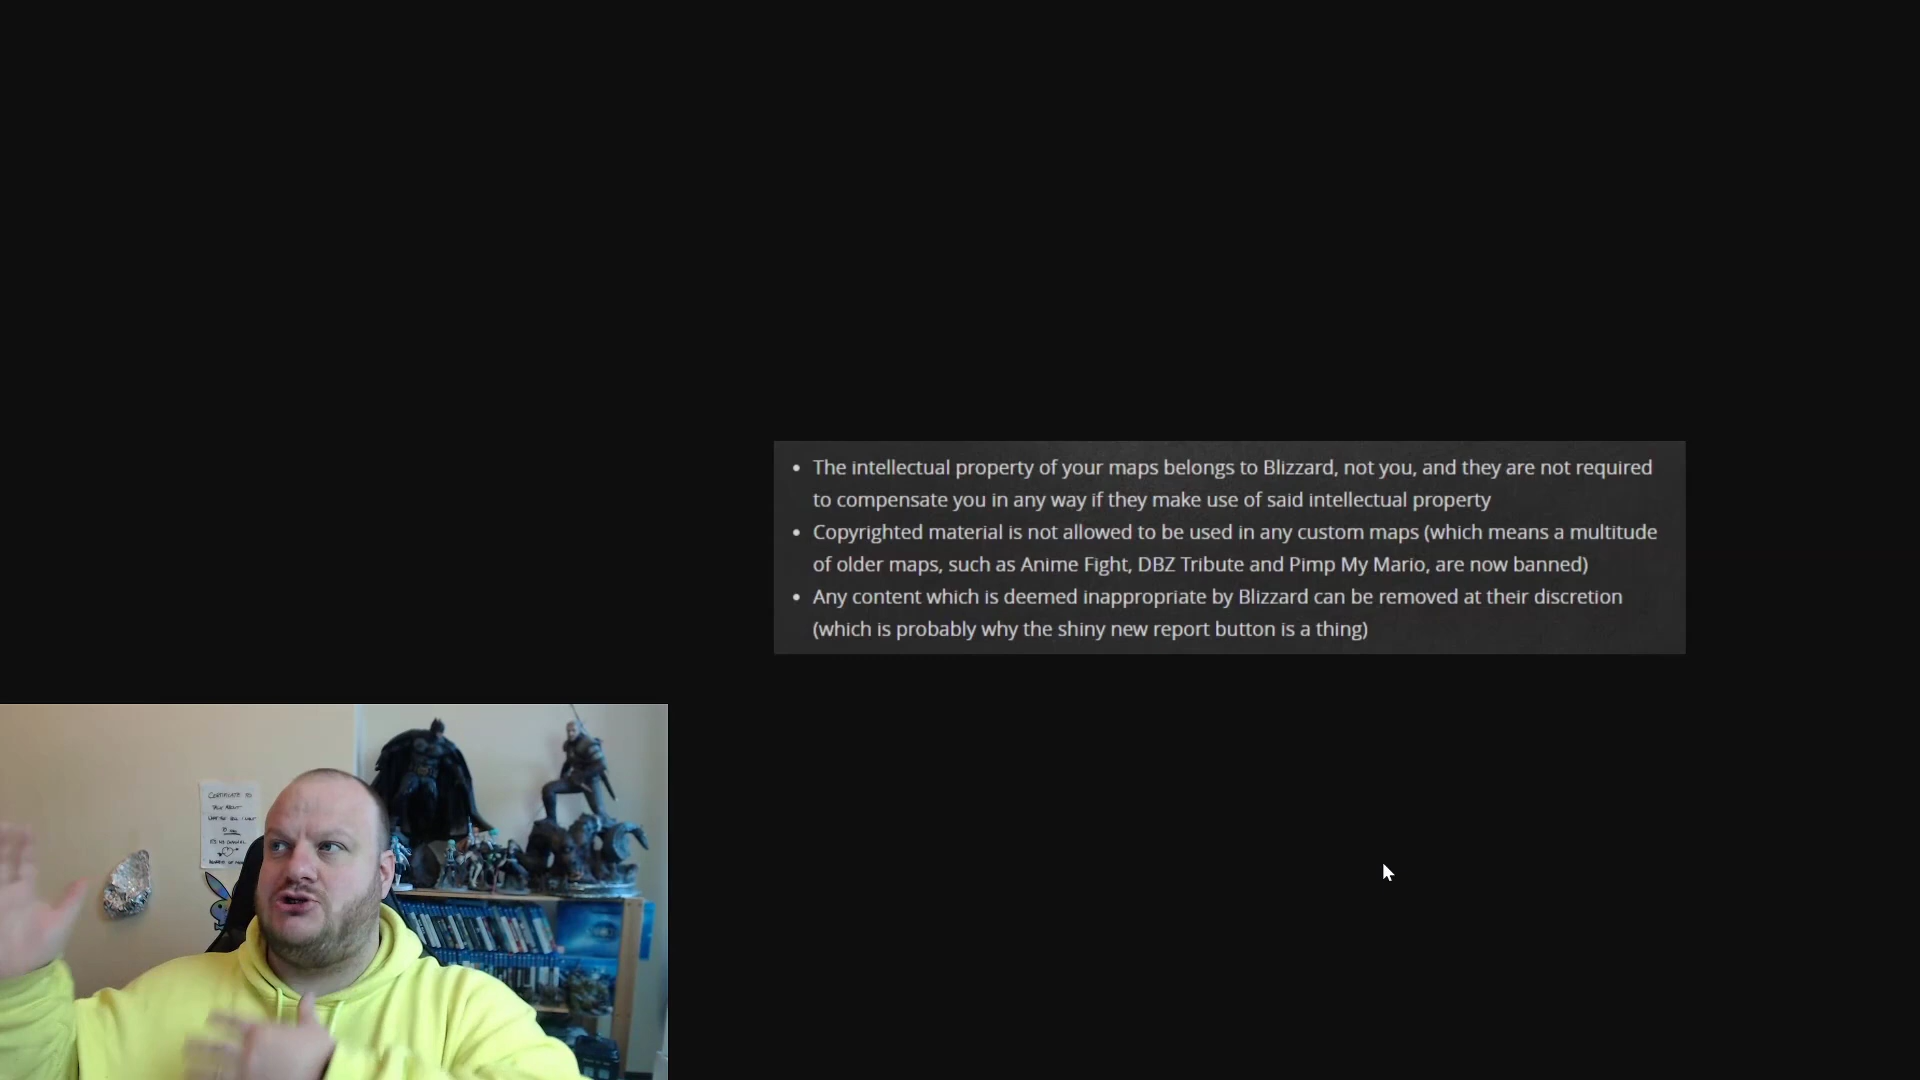 • The intellectual property of your maps belongs to Blizzard, not you, and they are not required
to compensate you in any way if they make use of said intellectual property
• Copyrighted material is not allowed to be used in any custom maps (which means a multitude
of older maps, such as Anime Fight, DBZ Tribute and Pimp My Mario, are now banned)
• Any content which is deemed inappropriate by Blizzard can be removed at their discretion
(which is probably why the shiny new report button is a thing)
CERTIFICATE